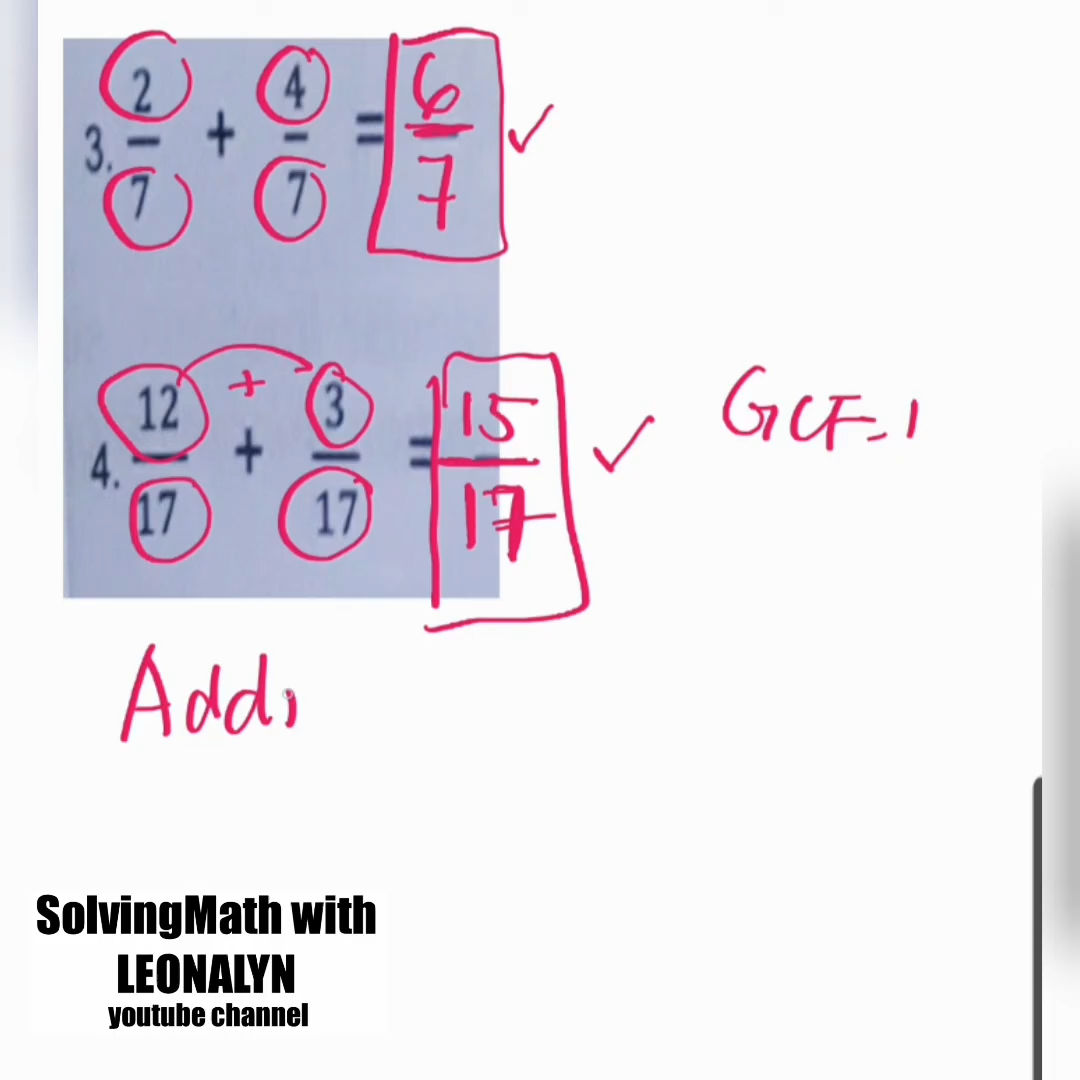 3. 2/7 + 4/7 = 6/7 ✓
4. 12/17 + 3/17 = 15/17 ✓ GCF=1
+
Addi
SolvingMath with
LEONALYN
youtube channel